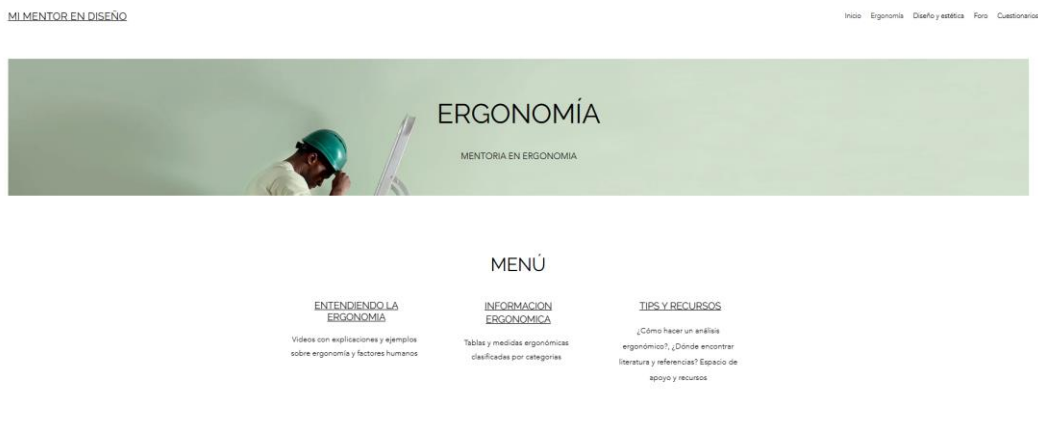 MI MENTOR EN DISEÑO
Inicio Ergonomía Diseño y estética Foro Cuestionarios
ERGONOMÍA
MENTORIA EN ERGONOMIA
MENÚ
ENTENDIENDO LA
ERGONOMIA
Videos con explicaciones y ejemplos
sobre ergonomía y factores humanos
INFORMACION
ERGONOMICA
Tablas y medidas ergonómicas
clasificadas por categorias
TIPS Y RECURSOS
¿Cómo hacer un análisis
ergonómico?, ¿Dónde encontrar
literatura y referencias? Espacio de
apoyo y recursos